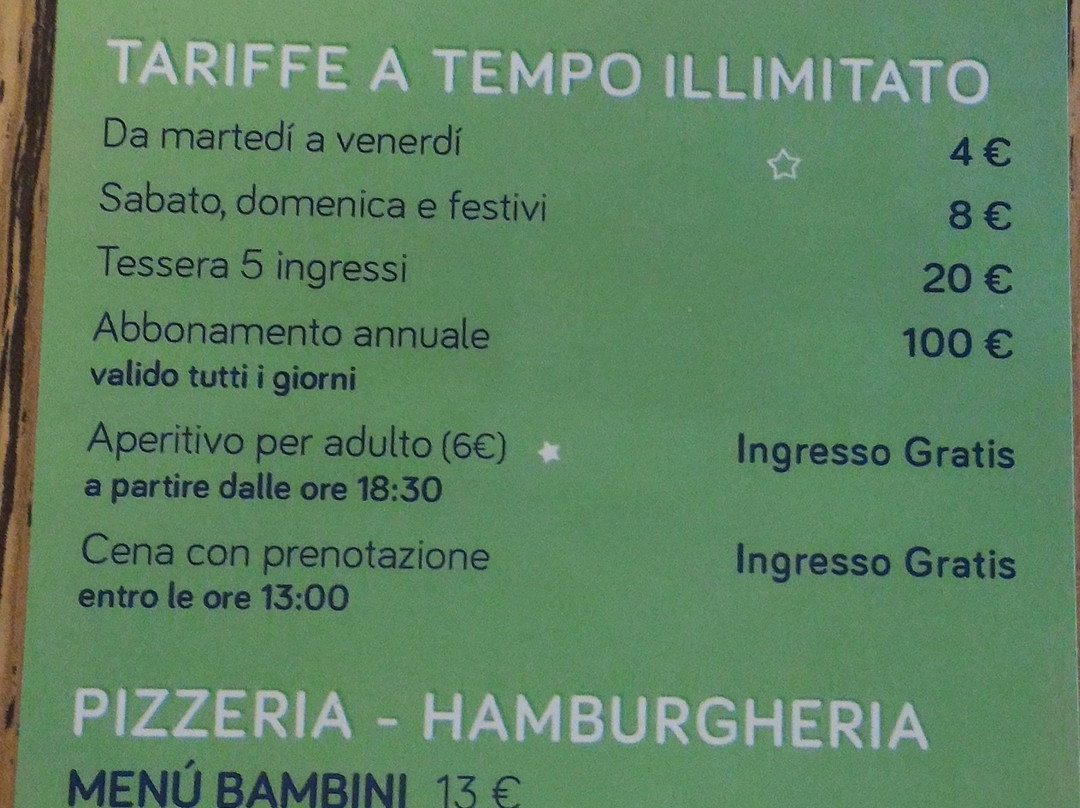 TARIFFE A TEMPO ILLIMITATO
Da martedí a venerdí 4 €
Sabato, domenica e festivi 8 €
Tessera 5 ingressi 20 €
Abbonamento annuale 100 €
valido tutti i giorni
Aperitivo per adulto (6€) Ingresso Gratis
a partire dalle ore 18:30
Cena con prenotazione Ingresso Gratis
entro le ore 13:00
PIZZERIA - HAMBURGHERIA
MENÚ BAMBINI 13 €